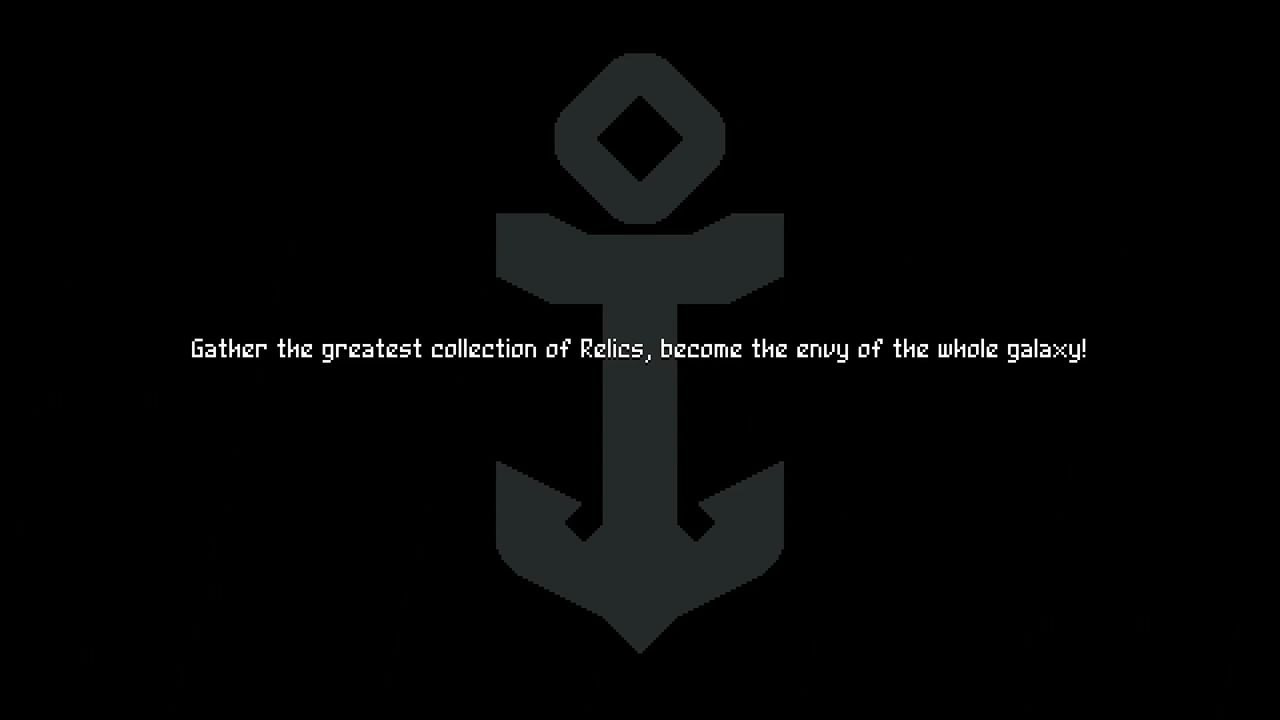 Gather the greatest collection of Relics, become the envy of the whole galaxy!